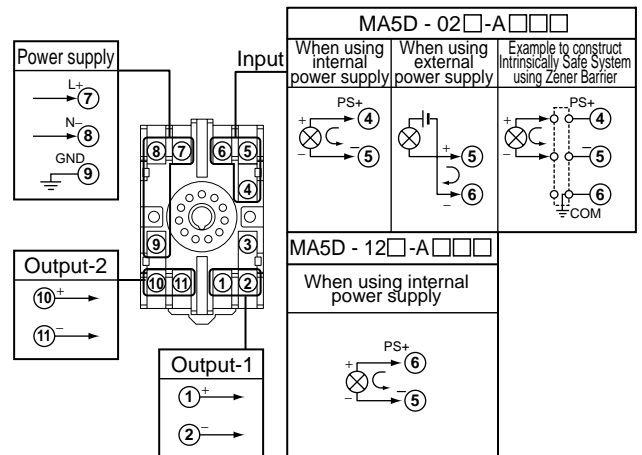 MA5D - 02□-A□□□
Power supply
L+
7
N−
8
GND
9
Input
When using
internal
power supply
PS+
+
4
−
−
5
When using
external
power supply
+
5
6
−
Example to construct
Intrinsically Safe System
using Zener Barrier
PS+
+
4
−
−
5
6
COM
8 7 6 5
4
9 3
10 11 1 2
MA5D - 12□-A□□□
When using internal
power supply
PS+
+
6
−
−
5
Output-2
10 +
11 −
Output-1
1 +
2 −